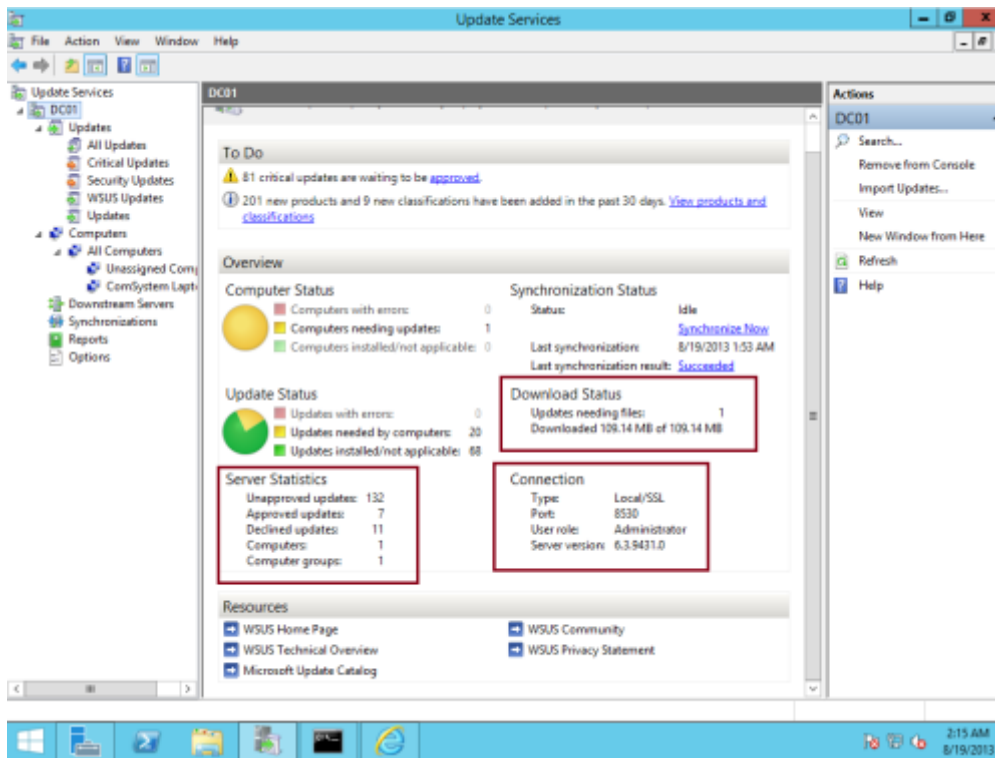 Update Services
File Action View Window Help
Update Services
DC01
Updates
All Updates
Critical Updates
Security Updates
WSUS Updates
Updates
Computers
All Computers
Unassigned Comp
ComSystem Lapt
Downstream Servers
Synchronizations
Reports
Options
DC01
To Do
81 critical updates are waiting to be approved.
201 new products and 9 new classifications have been added in the past 30 days. View products and
classifications
Overview
Computer Status
Computers with errors: 0
Computers needing updates: 1
Computers installed/not applicable: 0
Synchronization Status
Status: Idle
Synchronize Now
Last synchronization: 8/19/2013 1:53 AM
Last synchronization result: Succeeded
Update Status
Updates with errors: 0
Updates needed by computers: 20
Updates installed/not applicable: 68
Download Status
Updates needing files: 1
Downloaded 109.14 MB of 109.14 MB
Server Statistics
Unapproved updates: 132
Approved updates: 7
Declined updates: 11
Computers: 1
Computer groups: 1
Connection
Type: Local/SSL
Port: 8530
User role: Administrator
Server version: 6.3.9431.0
Resources
WSUS Home Page
WSUS Technical Overview
Microsoft Update Catalog
WSUS Community
WSUS Privacy Statement
Actions
DC01
Search...
Remove from Console
Import Updates...
View
New Window from Here
Refresh
Help
2:15 AM
8/19/2013